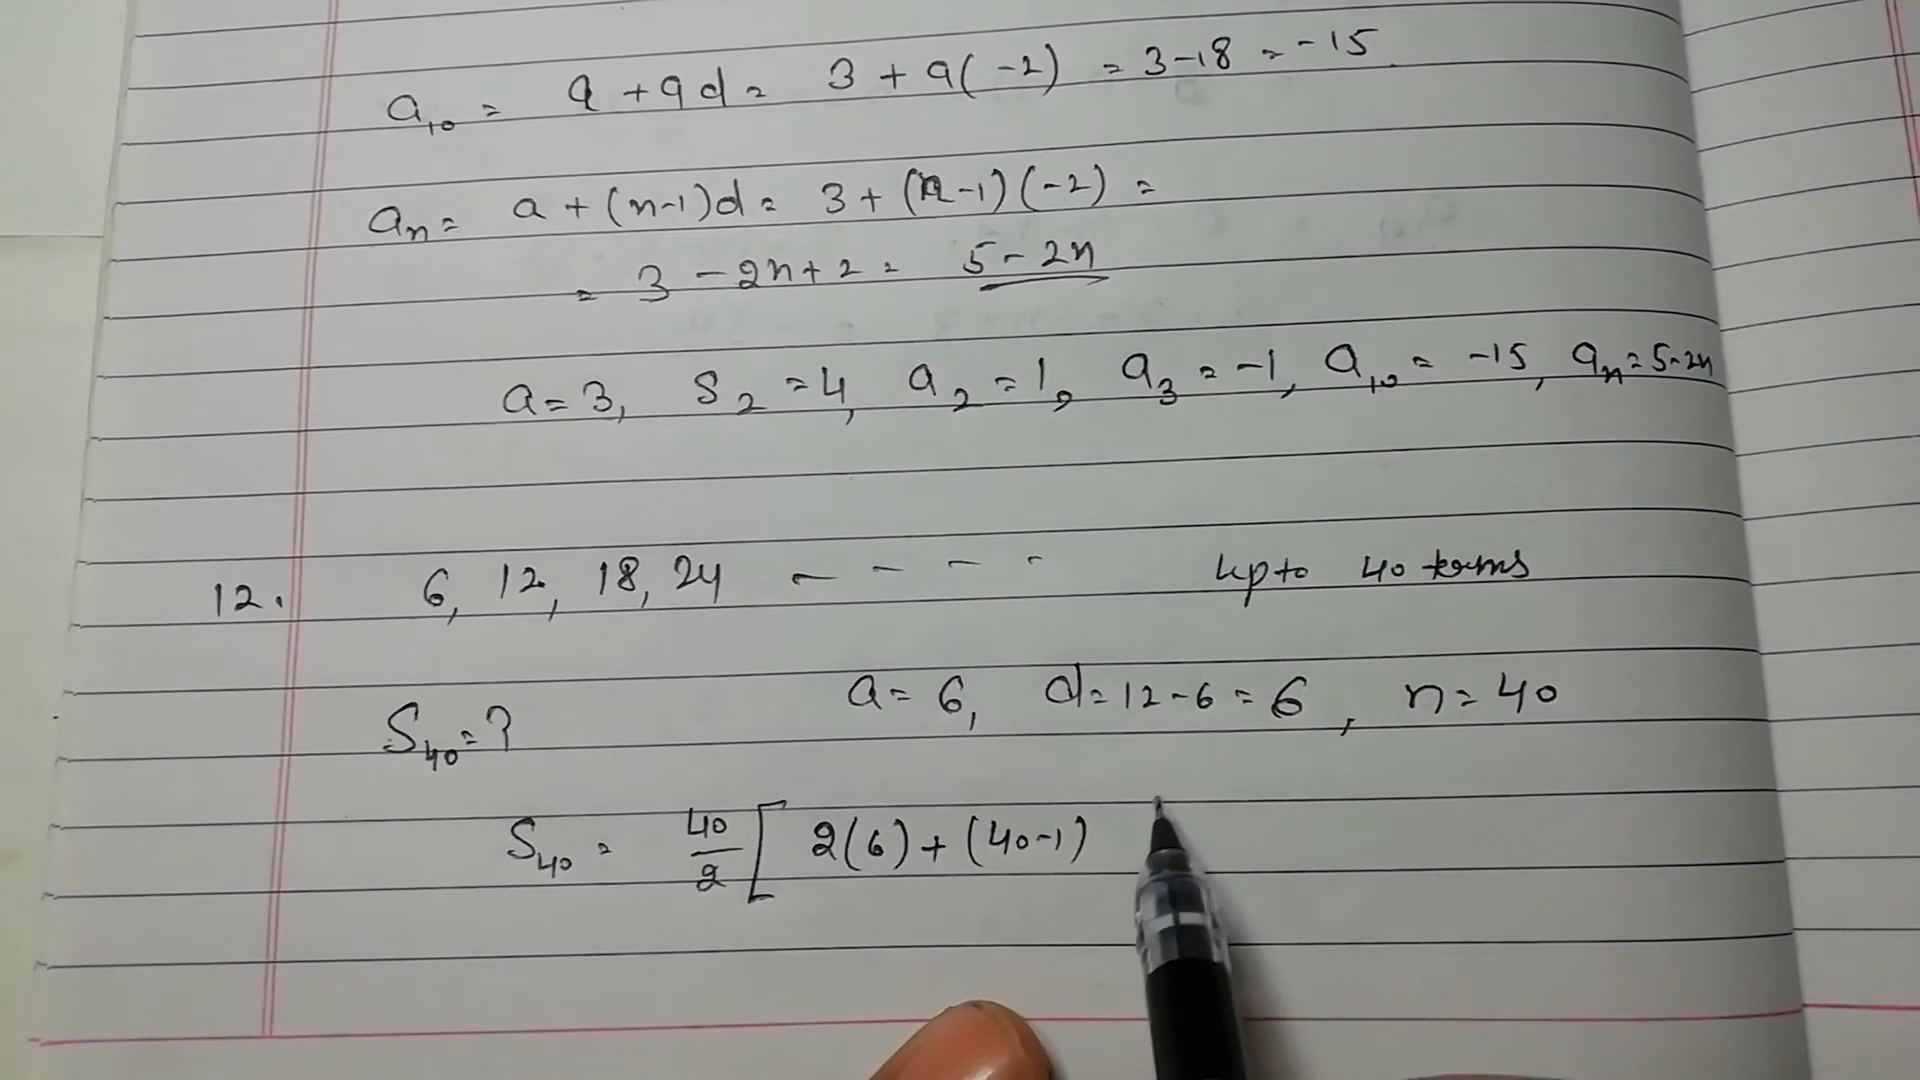 a₁₀ = a + 9d = 3 + 9(-2) = 3-18 = -15
aₙ = a + (n-1)d = 3 + (n-1)(-2) =
= 3 - 2n + 2 = 5 - 2n
a = 3, S₂ = 4, a₂ = 1, a₃ = -1, a₁₀ = -15, aₙ = 5-2n
12. 6, 12, 18, 24 - - - - upto 40 terms
S₄₀ = ? a = 6, d = 12-6 = 6, n = 40
S₄₀ = 40/2 [ 2(6) + (40-1)